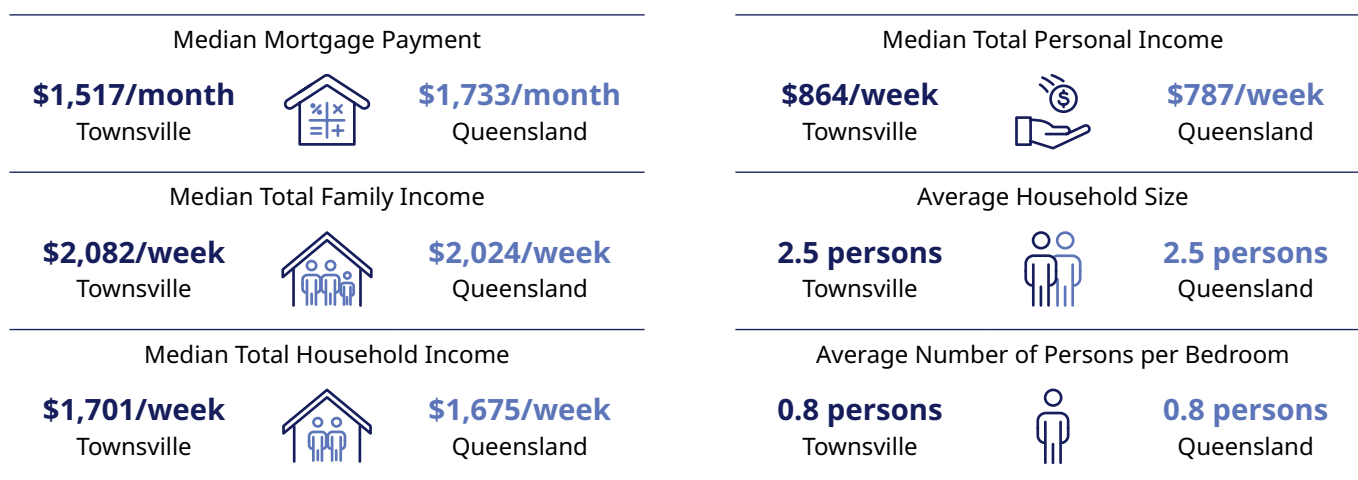 Median Mortgage Payment
$1,517/month
Townsville
$1,733/month
Queensland
Median Total Family Income
$2,082/week
Townsville
$2,024/week
Queensland
Median Total Household Income
$1,701/week
Townsville
$1,675/week
Queensland
Median Total Personal Income
$864/week
Townsville
$787/week
Queensland
Average Household Size
2.5 persons
Townsville
2.5 persons
Queensland
Average Number of Persons per Bedroom
0.8 persons
Townsville
0.8 persons
Queensland